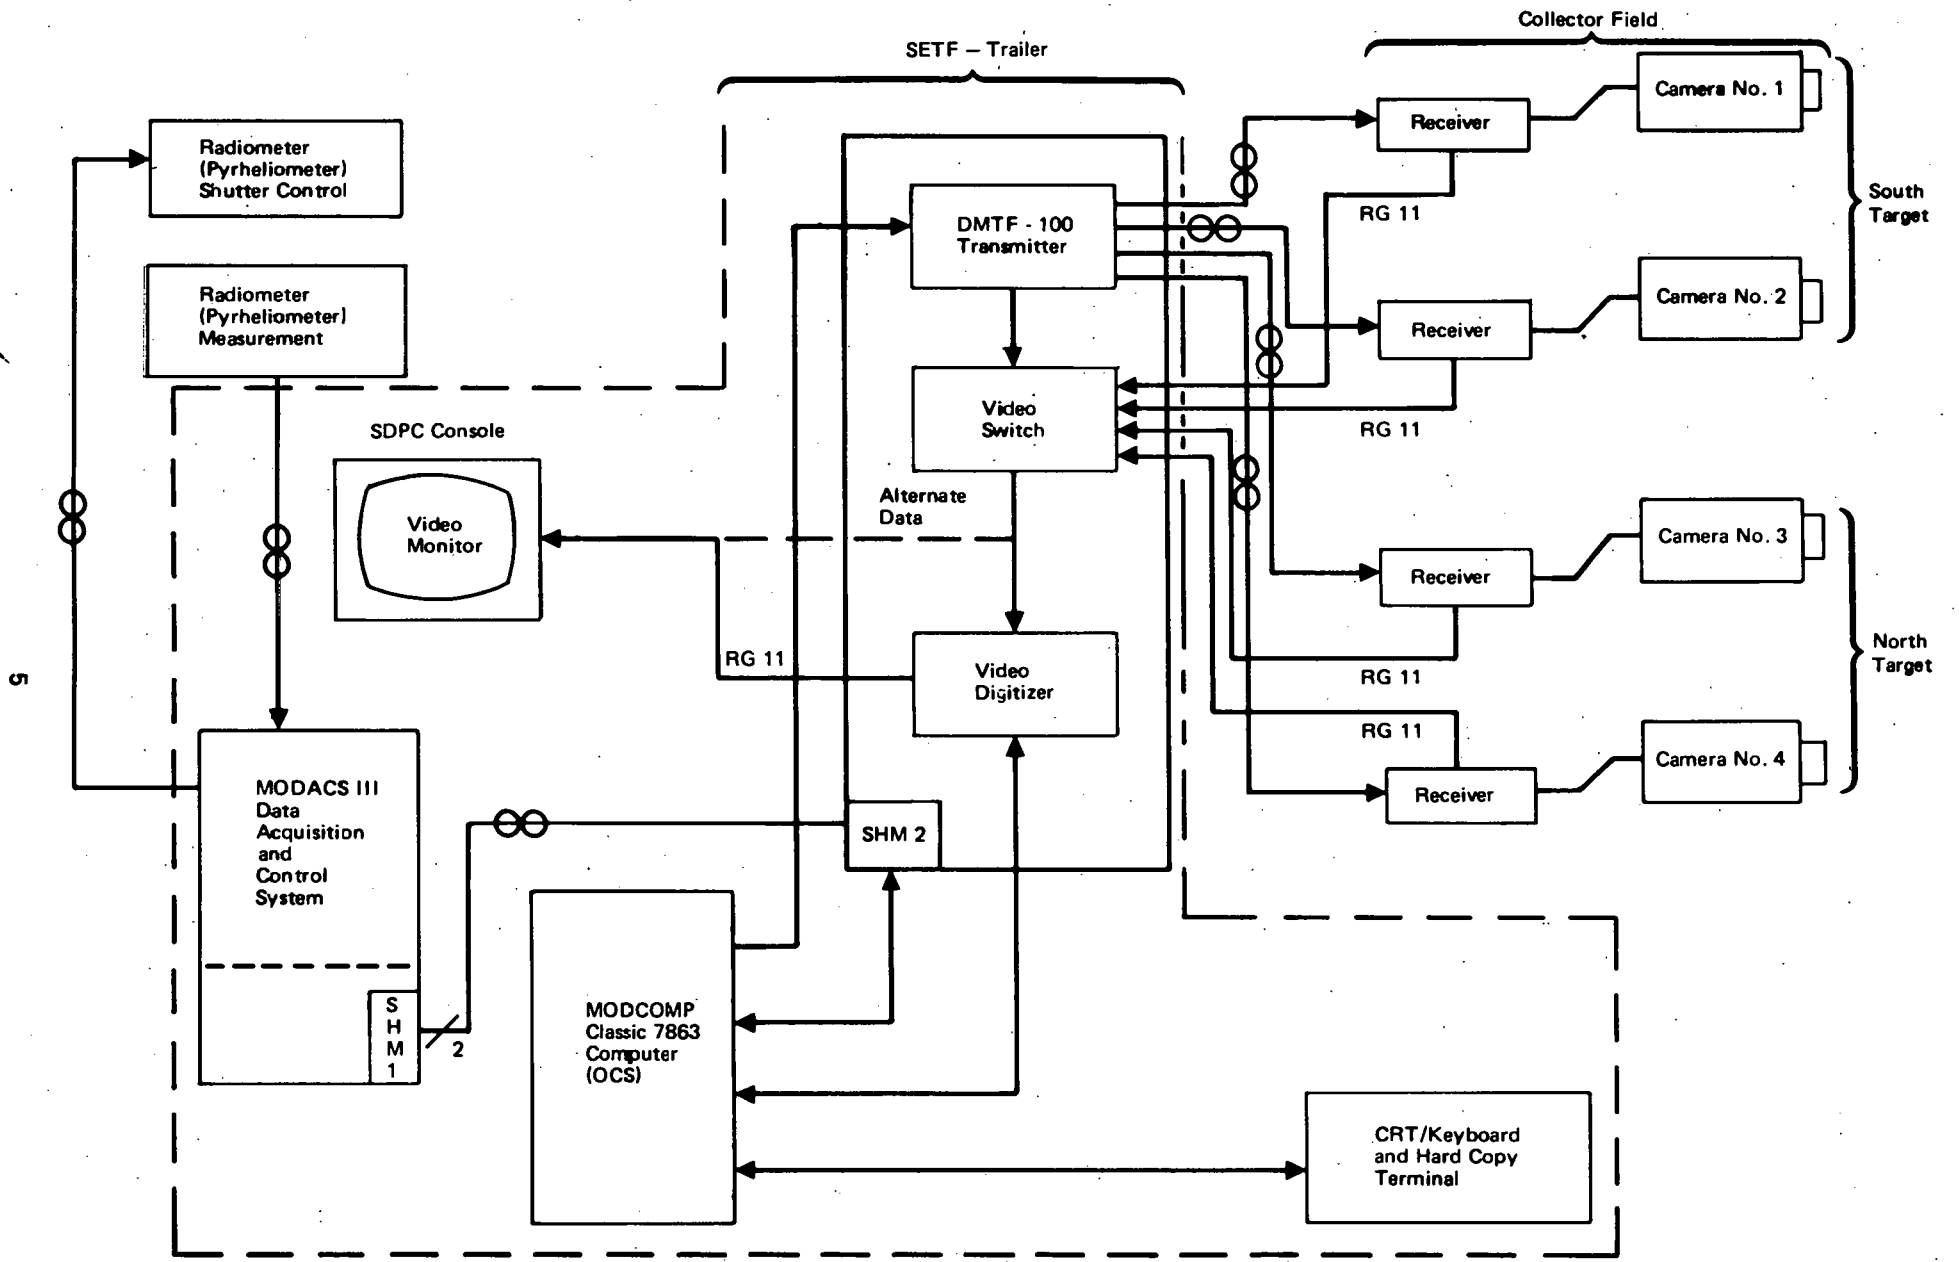 Collector Field
SETF – Trailer
Camera No. 1
Receiver
Radiometer
(Pyrheliometer)
Shutter Control
South
Target
RG 11
DMTF - 100
Transmitter
Radiometer
(Pyrheliometer)
Measurement
Camera No. 2
Receiver
Video
Switch
RG 11
SDPC Console
Alternate
Data
Video
Monitor
Camera No. 3
Receiver
North
Target
RG 11
RG 11
Video
Digitizer
5
RG 11
Camera No. 4
Receiver
MODACS III
Data
Acquisition
and
Control
System
SHM 2
S
H
M
1
2
MODCOMP
Classic 7863
Computer
(OCS)
CRT/Keyboard
and Hard Copy
Terminal